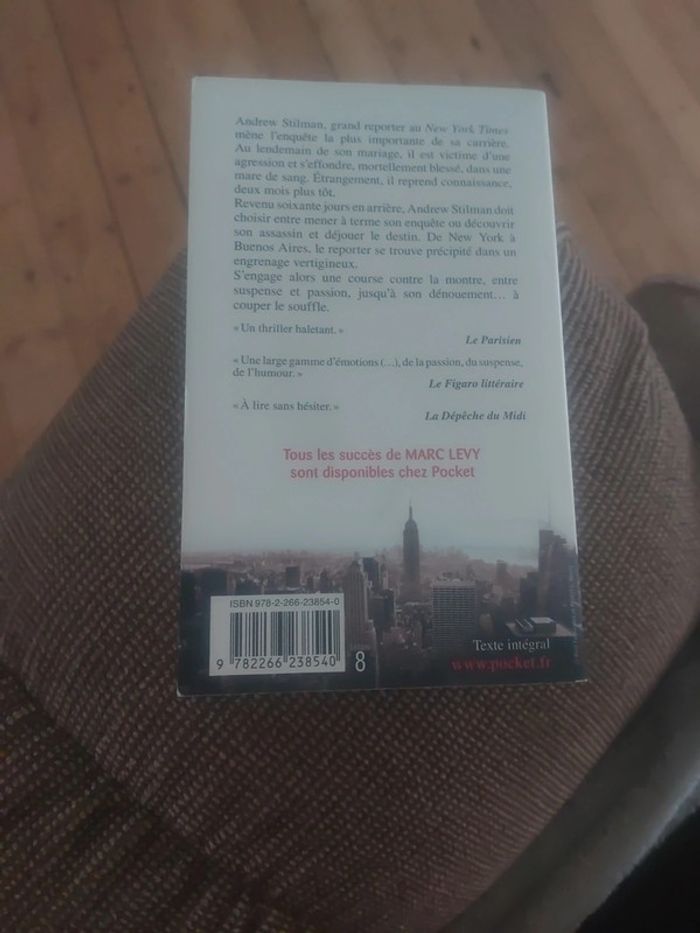 Andrew Stilman, grand reporter au New York Times
mène l'enquête la plus importante de sa carrière.
Au lendemain de son mariage, il est victime d'une
agression et s'effondre, mortellement blessé, dans une
mare de sang. Étrangement, il reprend connaissance,
deux mois plus tôt.
Revenu soixante jours en arrière, Andrew Stilman doit
choisir entre mener à terme son enquête ou découvrir
son assassin et déjouer le destin. De New York à
Buenos Aires, le reporter se trouve précipité dans un
engrenage vertigineux.
S'engage alors une course contre la montre, entre
suspense et passion, jusqu'à son dénouement... à
couper le souffle.
« Un thriller haletant. »
Le Parisien
« Une large gamme d'émotions (...), de la passion, du suspense,
de l'humour. »
Le Figaro littéraire
« À lire sans hésiter. »
La Dépêche du Midi
Tous les succès de MARC LEVY
sont disponibles chez Pocket
ISBN 978-2-266-23854-0
9 782266 238540
8
Texte intégral
www.pocket.fr